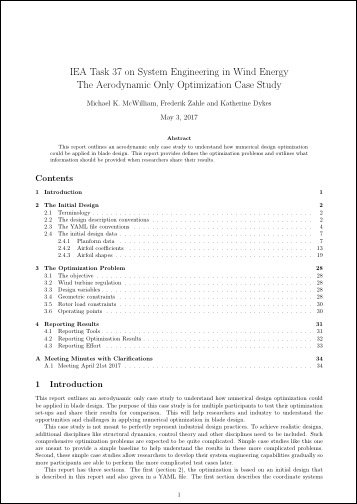 IEA Task 37 on System Engineering in Wind Energy
The Aerodynamic Only Optimization Case Study
Michael K. McWilliam, Frederik Zahle and Katherine Dykes
May 3, 2017
Abstract
This report outlines an aerodynamic only case study to understand how numerical design optimization
could be applied in blade design. The purpose of this report provides defines the optimization problems and outlines what
information should be provided when researchers share their results.
Contents
1 Introduction 1
2 The Initial Design 2
2.1 Terminology 2
2.2 The design description conventions 2
2.3 The YAML file conventions 4
2.4 The initial design data 7
2.4.1 Planform data 7
2.4.2 Airfoil coefficients 13
2.4.3 Airfoil shapes 19
3 The Optimization Problem 28
3.1 The objective 28
3.2 Wind turbine regulation 28
3.3 Design variables 28
3.4 Geometric constraints 28
3.5 Rotor load constraints 30
3.6 Operating points 30
4 Reporting Results 31
4.1 Reporting Tools 31
4.2 Reporting Optimization Results 32
4.3 Reporting Effort 33
A Meeting Minutes with Clarifications 34
A.1 Meeting April 21st 2017 34
1 Introduction
This report outlines an aerodynamic only case study to understand how numerical design optimization could
be applied in blade design. The purpose of this case study is for multiple participants to test their optimization
set-ups and share their results for comparison. This will help researchers and industry to understand the
opportunities and challenges in applying numerical optimization in blade design.
This case study is not meant to perfectly represent industrial design practices. To achieve realistic designs,
additional disciplines like structural dynamics, control theory and other disciplines need to be included. Such
comprehensive optimization problems are expected to be quite complicated. Simple case studies like this one
are meant to provide a simple baseline to help understand the results in these more complicated problems.
Second, these simple case studies allow researchers to develop their system engineering capabilities gradually so
more participants are able to perform the more complicated test cases later.
This report has three sections. The first (section 2), the optimization is based on an initial design that
is described in this report and also given in a YAML file. The first section describes the coordinate systems
1